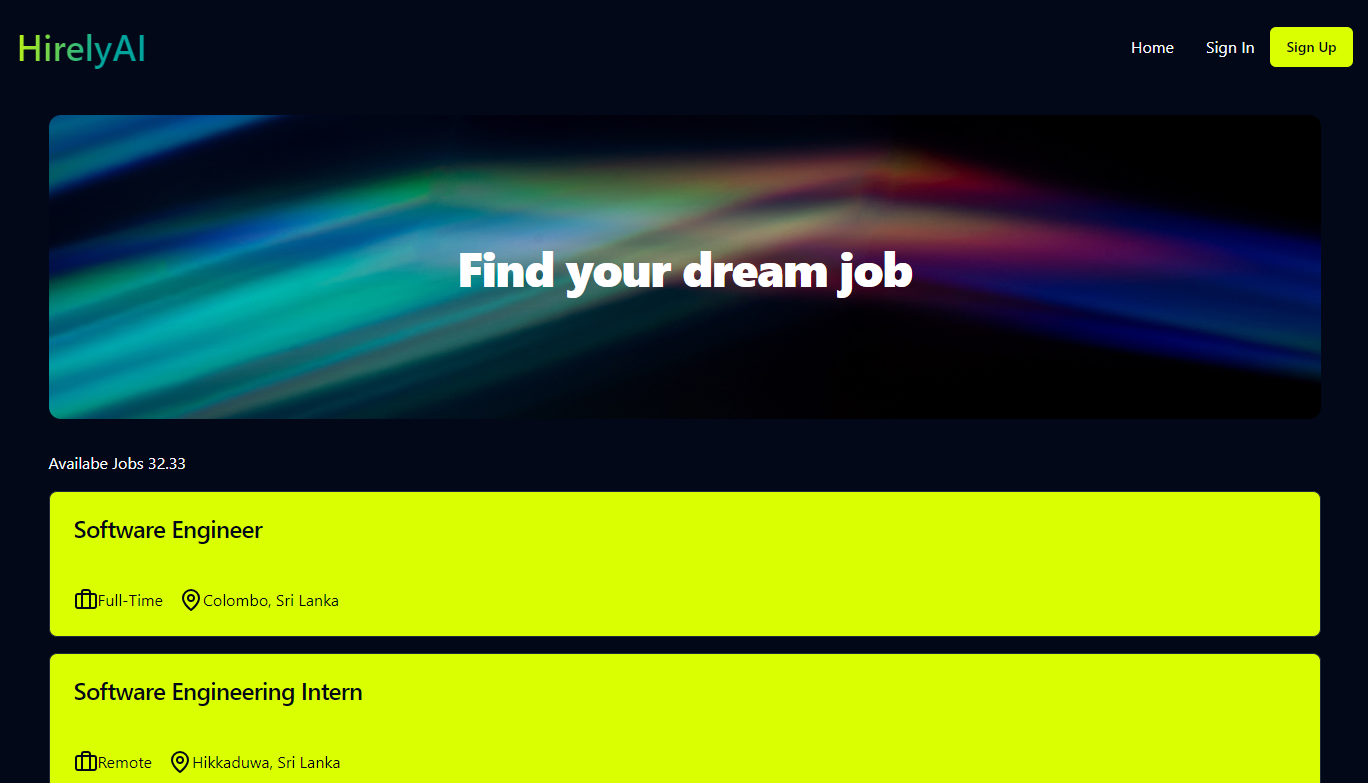 HirelyAI
Home Sign In Sign Up
Find your dream job
Availabe Jobs 32.33
Software Engineer
Full-Time Colombo, Sri Lanka
Software Engineering Intern
Remote Hikkaduwa, Sri Lanka